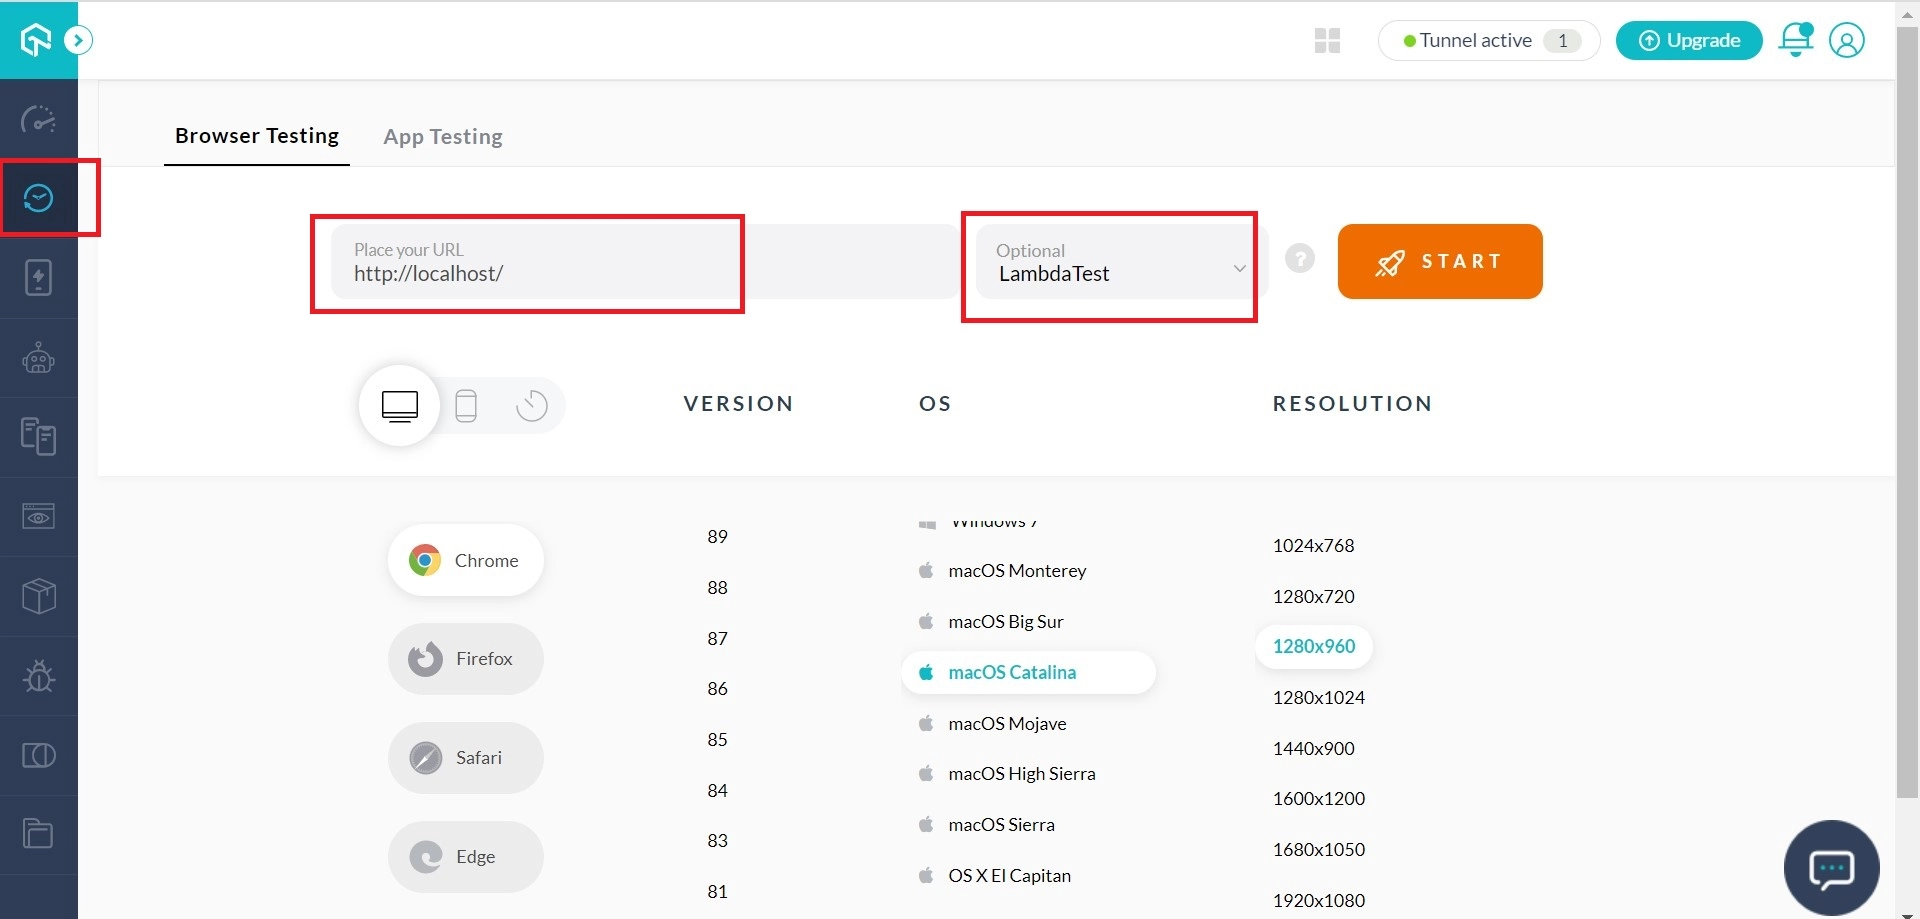 Tunnel active 1
Upgrade
Browser Testing
App Testing
Place your URL
http://localhost/
Optional
LambdaTest
?
START
VERSION
OS
RESOLUTION
Chrome
Firefox
Safari
Edge
89
88
87
86
85
84
83
81
Windows 7
macOS Monterey
macOS Big Sur
macOS Catalina
macOS Mojave
macOS High Sierra
macOS Sierra
OS X El Capitan
1024x768
1280x720
1280x960
1280x1024
1440x900
1600x1200
1680x1050
1920x1080